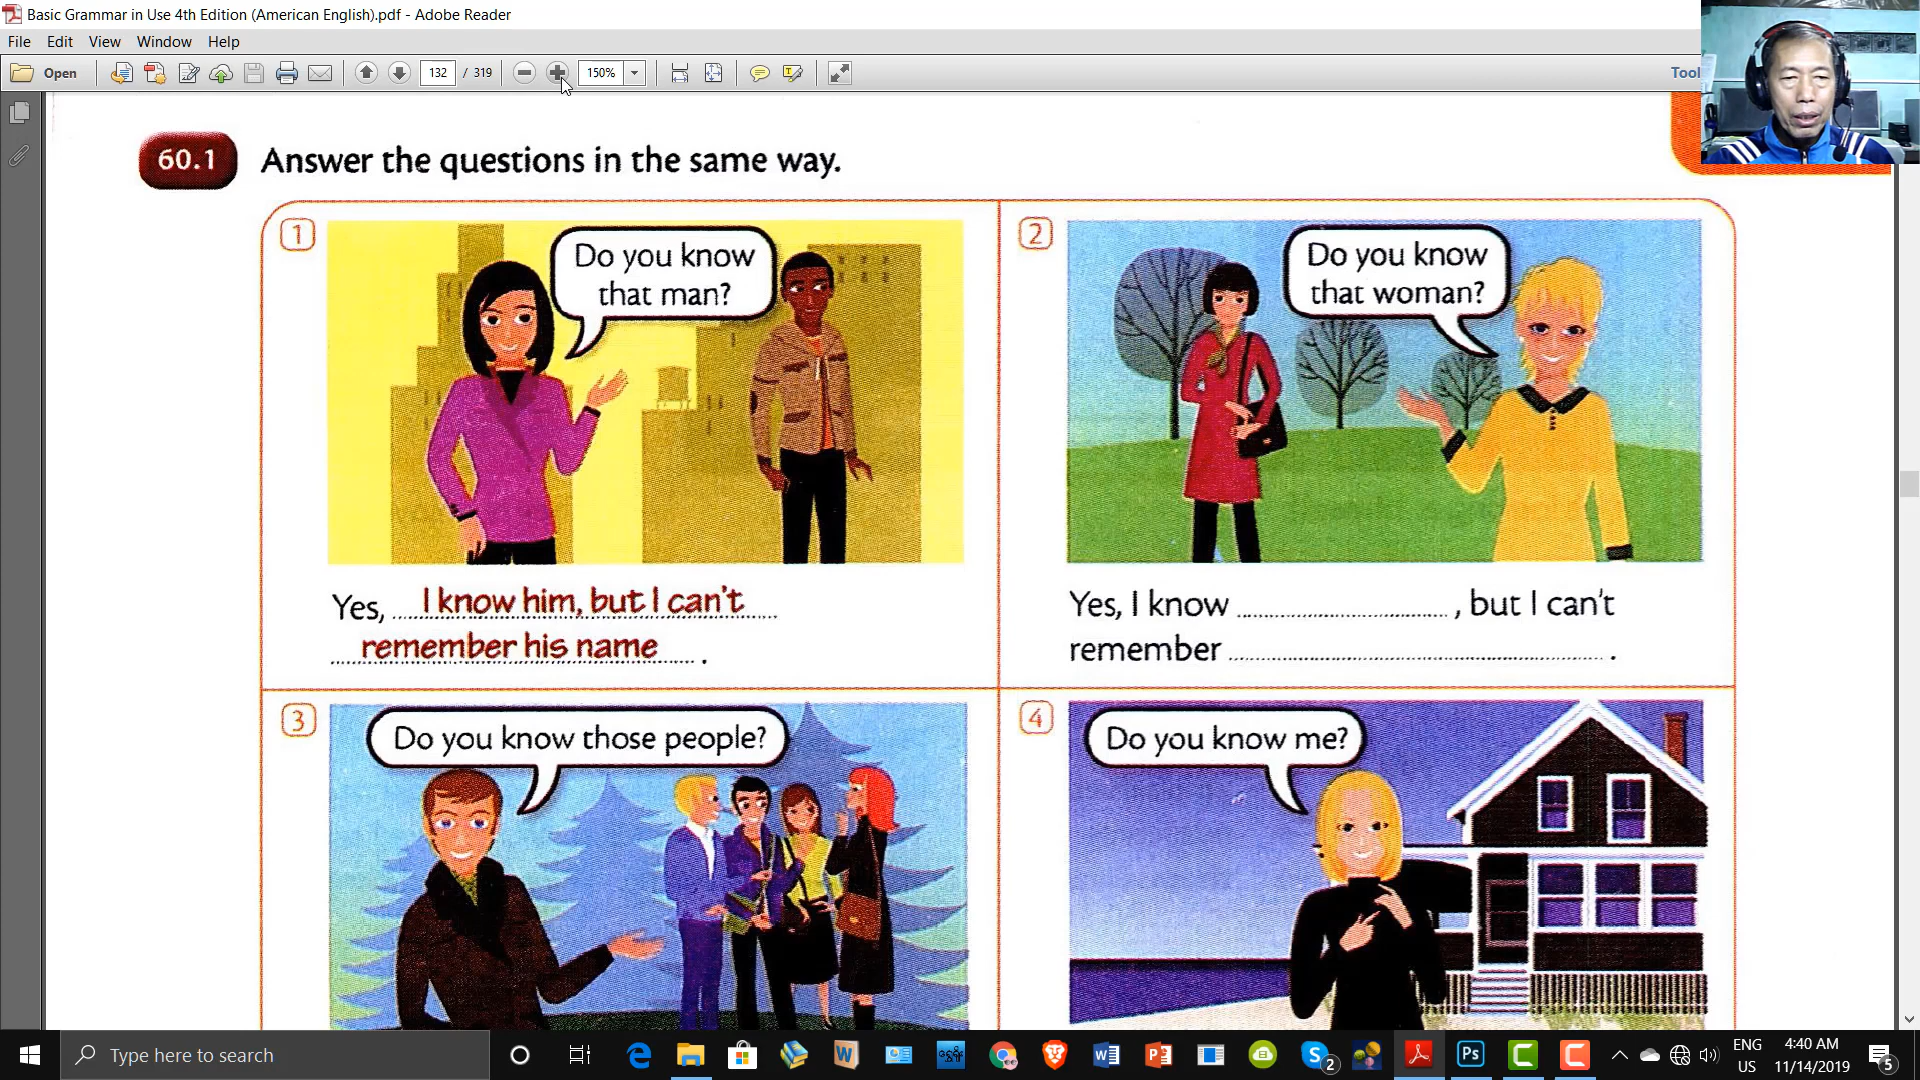 Basic Grammar in Use 4th Edition (American English).pdf - Adobe Reader
File Edit View Window Help
Open 132 / 319 150% Tool
60.1 Answer the questions in the same way.
1
Do you know
that man?
Yes, I know him, but I can't
remember his name.
2
Do you know
that woman?
Yes, I know ........................ , but I can't
remember ........................ .
3
Do you know those people?
4
Do you know me?
Type here to search
2
ENG
US
4:40 AM
11/14/2019
5